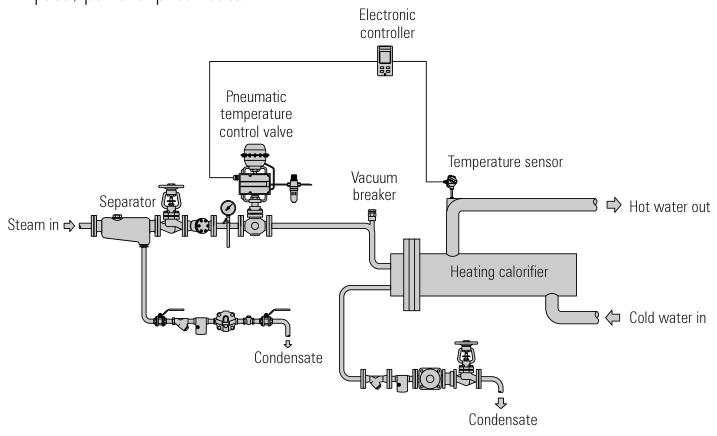 Electronic
controller
Pneumatic
temperature
control valve
Temperature sensor
Vacuum
breaker
Separator
Hot water out
Steam in
Heating calorifier
Cold water in
Condensate
Condensate